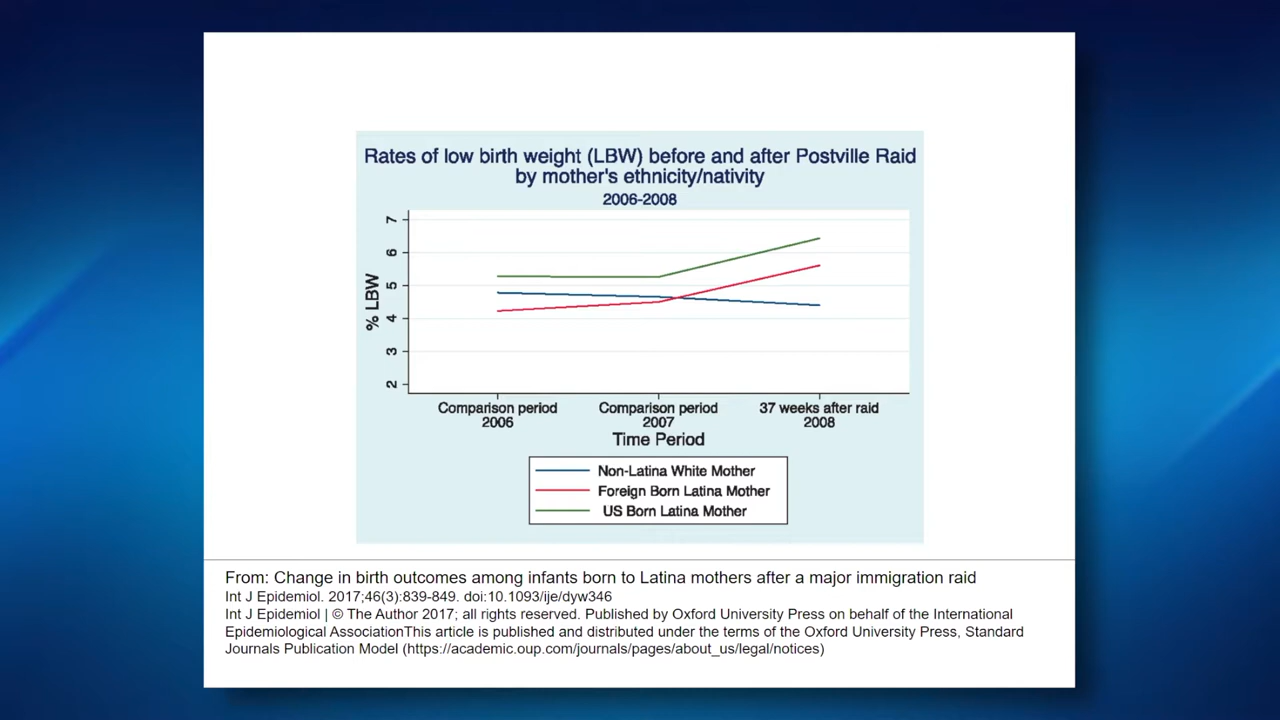 Rates of low birth weight (LBW) before and after Postville Raid
by mother's ethnicity/nativity
2006-2008
% LBW
7
6
5
4
3
2
Comparison period
2006
Comparison period
2007
37 weeks after raid
2008
Time Period
Non-Latina White Mother
Foreign Born Latina Mother
US Born Latina Mother
From: Change in birth outcomes among infants born to Latina mothers after a major immigration raid
Int J Epidemiol. 2017;46(3):839-849. doi:10.1093/ije/dyw346
Int J Epidemiol | © The Author 2017; all rights reserved. Published by Oxford University Press on behalf of the International
Epidemiological AssociationThis article is published and distributed under the terms of the Oxford University Press, Standard
Journals Publication Model (https://academic.oup.com/journals/pages/about_us/legal/notices)